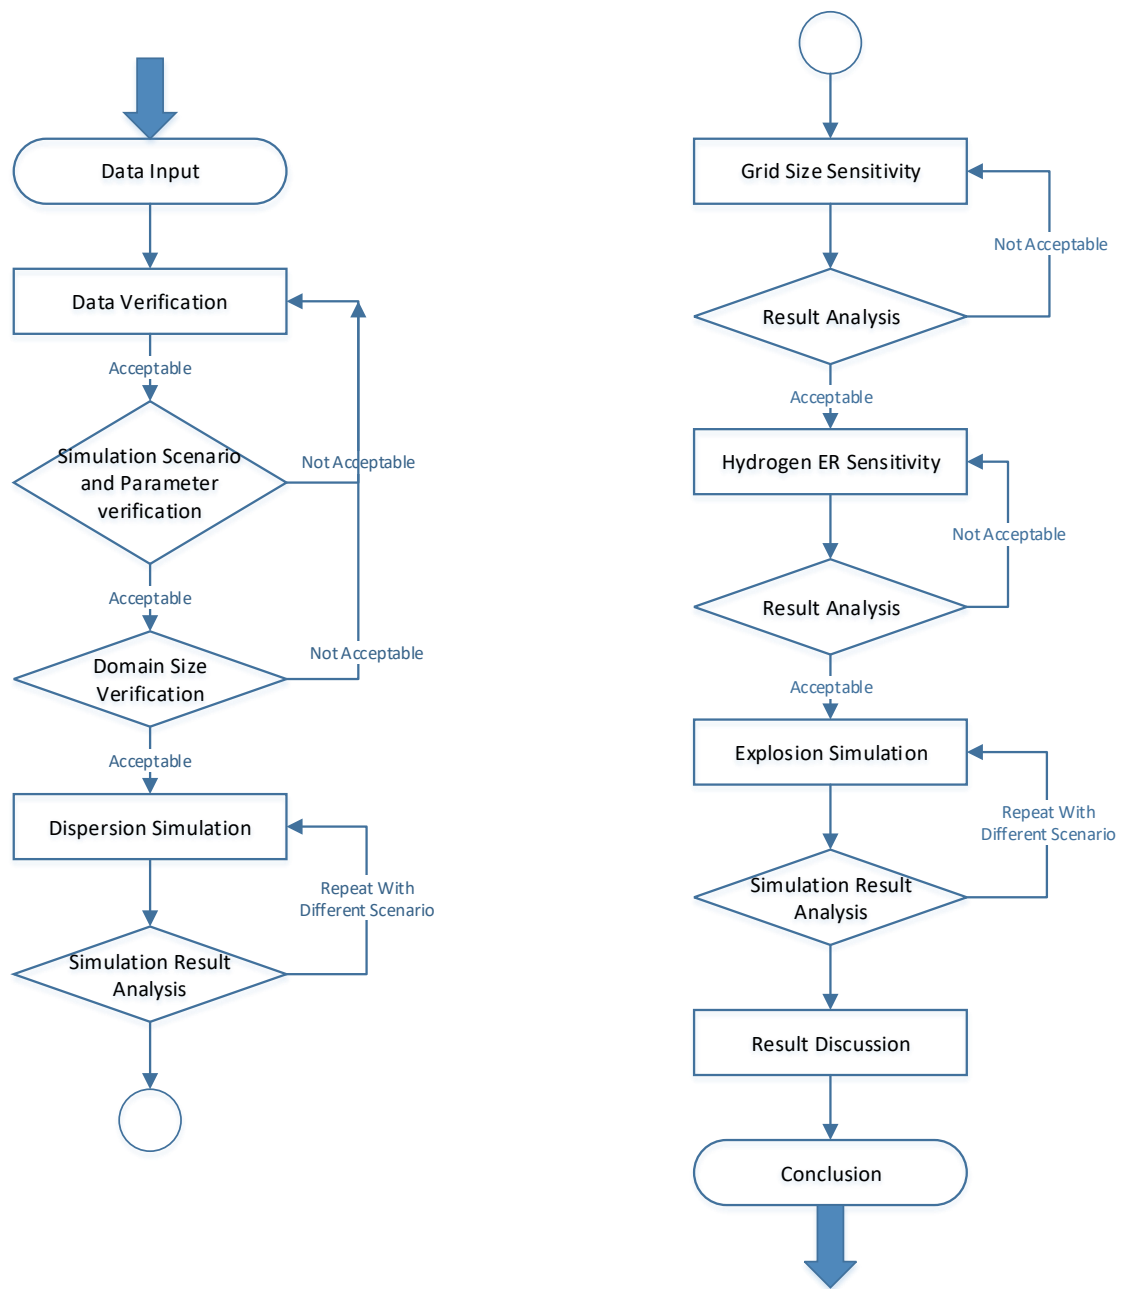 Data Input
Data Verification
Acceptable
Simulation Scenario
and Parameter
verification
Not Acceptable
Acceptable
Domain Size
Verification
Not Acceptable
Acceptable
Dispersion Simulation
Repeat With
Different Scenario
Simulation Result
Analysis
Grid Size Sensitivity
Not Acceptable
Result Analysis
Acceptable
Hydrogen ER Sensitivity
Not Acceptable
Result Analysis
Acceptable
Explosion Simulation
Repeat With
Different Scenario
Simulation Result
Analysis
Result Discussion
Conclusion